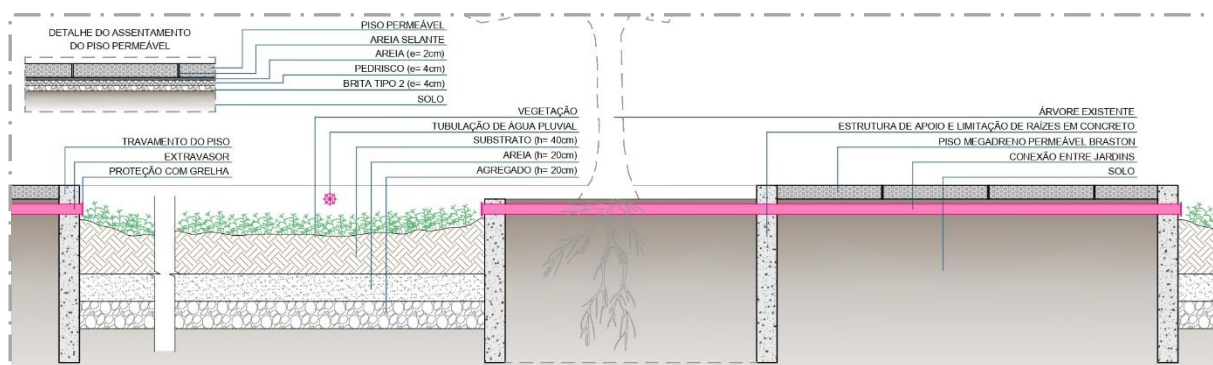 DETALHE DO ASSENTAMENTO
DO PISO PERMEÁVEL
PISO PERMEÁVEL
AREIA SELANTE
AREIA (e= 2cm)
PEDRISCO (e= 4cm)
BRITA TIPO 2 (e= 4cm)
SOLO
TRAVAMENTO DO PISO
EXTRAVASOR
PROTEÇÃO COM GRELHA
VEGETAÇÃO
TUBULAÇÃO DE ÁGUA PLUVIAL
SUBSTRATO (h= 40cm)
AREIA (h= 20cm)
AGREGADO (h= 20cm)
ÁRVORE EXISTENTE
ESTRUTURA DE APOIO E LIMITAÇÃO DE RAÍZES EM CONCRETO
PISO MEGADRENO PERMEÁVEL BRASTON
CONEXÃO ENTRE JARDINS
SOLO